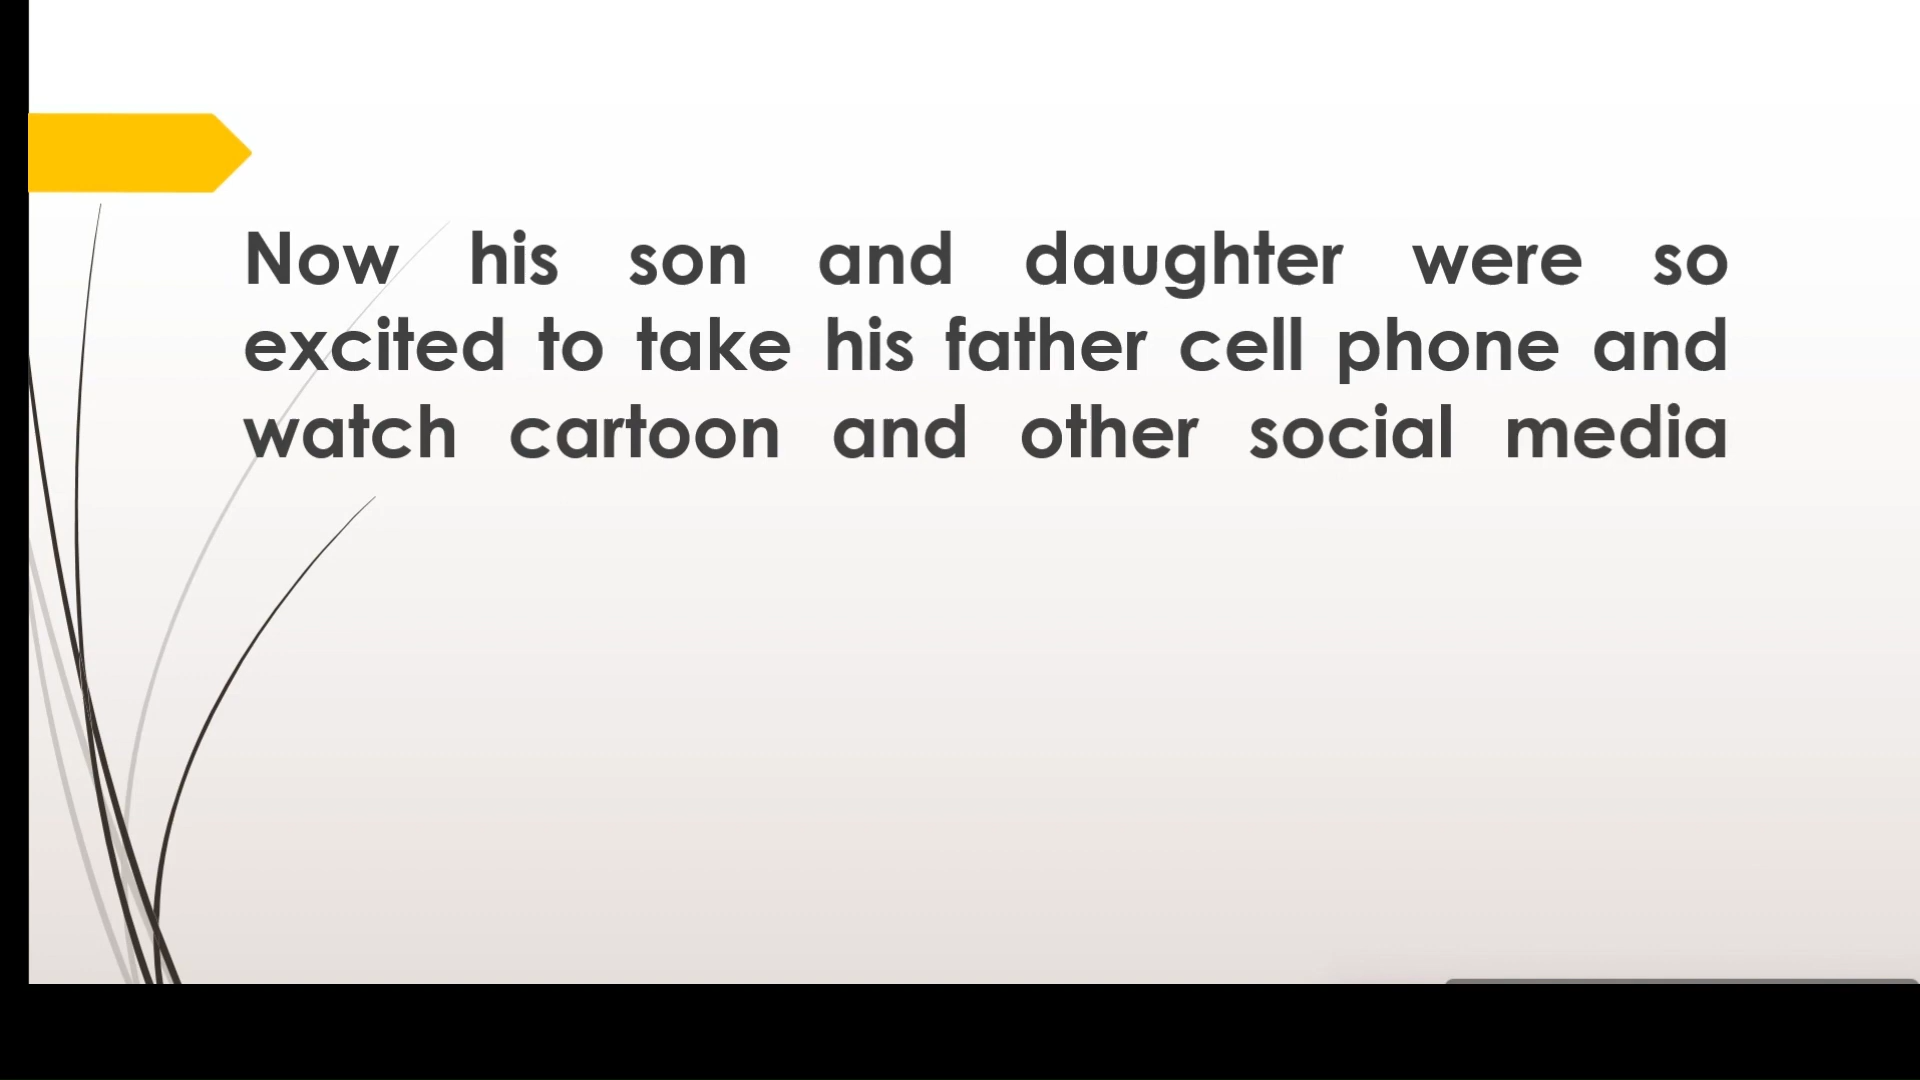 Now his son and daughter were so
excited to take his father cell phone and
watch cartoon and other social media